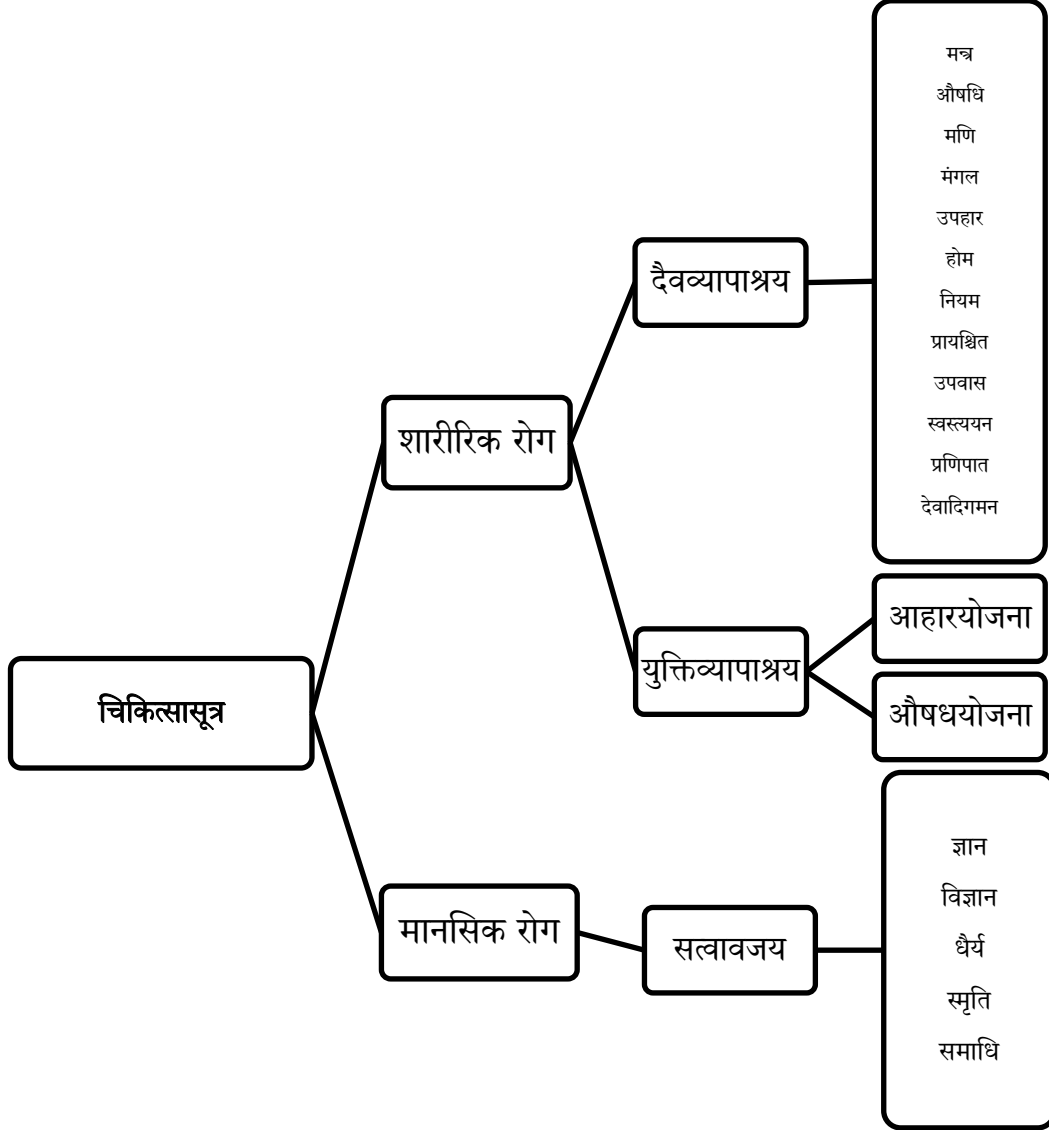 चिकित्सासूत्र
शारीरिक रोग
दैवव्यापाश्रय
मन्त्र
औषधि
मणि
मंगल
उपहार
होम
नियम
प्रायश्चित
उपवास
स्वस्त्ययन
प्रणिपात
देवादिगमन
युक्तिव्यापाश्रय
आहारयोजना
औषधयोजना
मानसिक रोग
सत्वावजय
ज्ञान
विज्ञान
धैर्य
स्मृति
समाधि